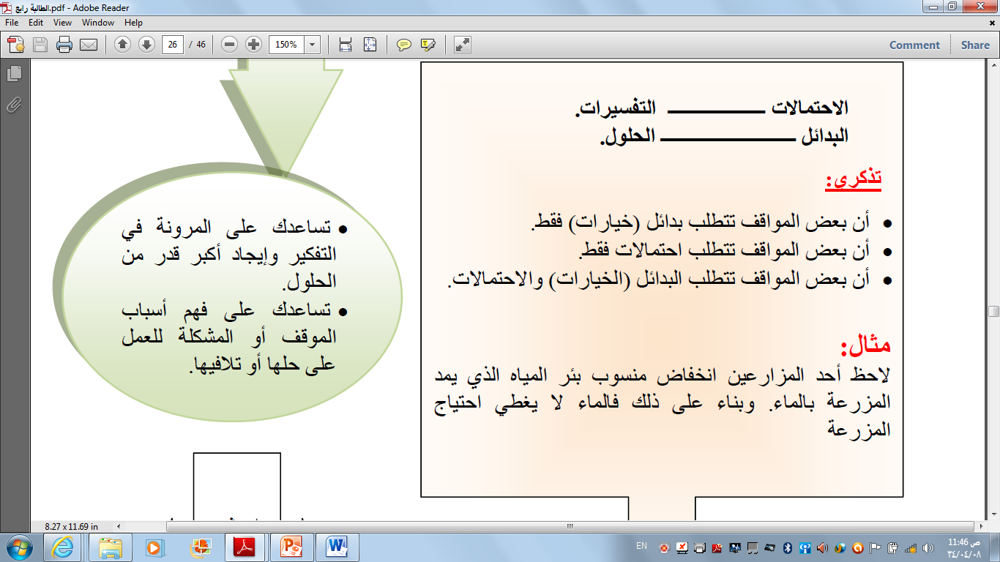 الطالبة رابع.pdf - Adobe Reader
File Edit View Window Help
26 / 46 150% Comment Share
الاحتمالات ــــــــــــــــ التفسيرات.
البدائل ـــــــــــــــــــــــ الحلول.
تذكري:
• أن بعض المواقف تتطلب بدائل (خيارات) فقط.
• أن بعض المواقف تتطلب احتمالات فقط.
• أن بعض المواقف تتطلب البدائل (الخيارات) والاحتمالات.
مثال:
لاحظ أحد المزارعين انخفاض منسوب بئر المياه الذي يمد
المزرعة بالماء. وبناء على ذلك فالماء لا يغطي احتياج
المزرعة
• تساعدك على المرونة في
التفكير وإيجاد أكبر قدر من
الحلول.
• تساعدك على فهم أسباب
الموقف أو المشكلة للعمل
على حلها أو تلافيها.
8.27 x 11.69 in
EN
11:46 ص
٣٤/٠٤/٠٨